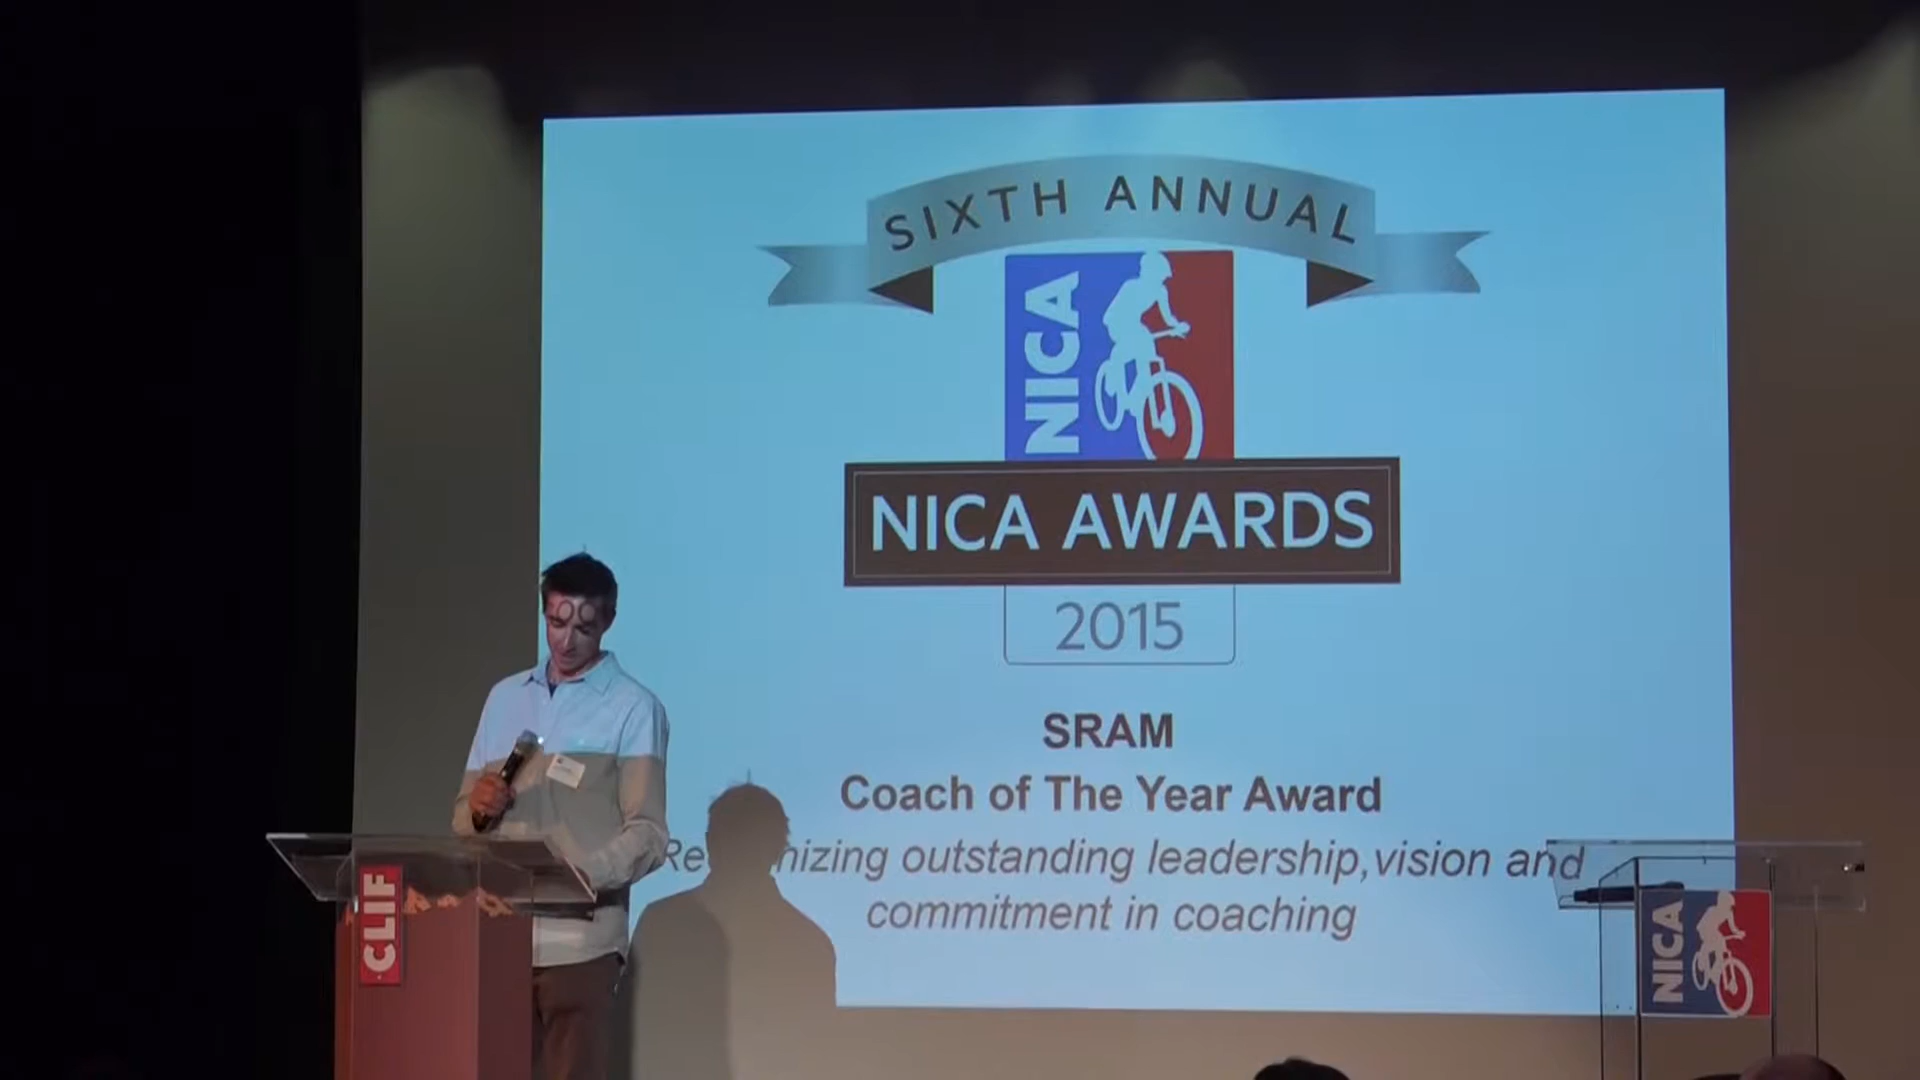 SIXTH ANNUAL
NICA
NICA AWARDS
2015
SRAM
Coach of The Year Award
Re nizing outstanding leadership,vision and
commitment in coaching
CLIF
NICA